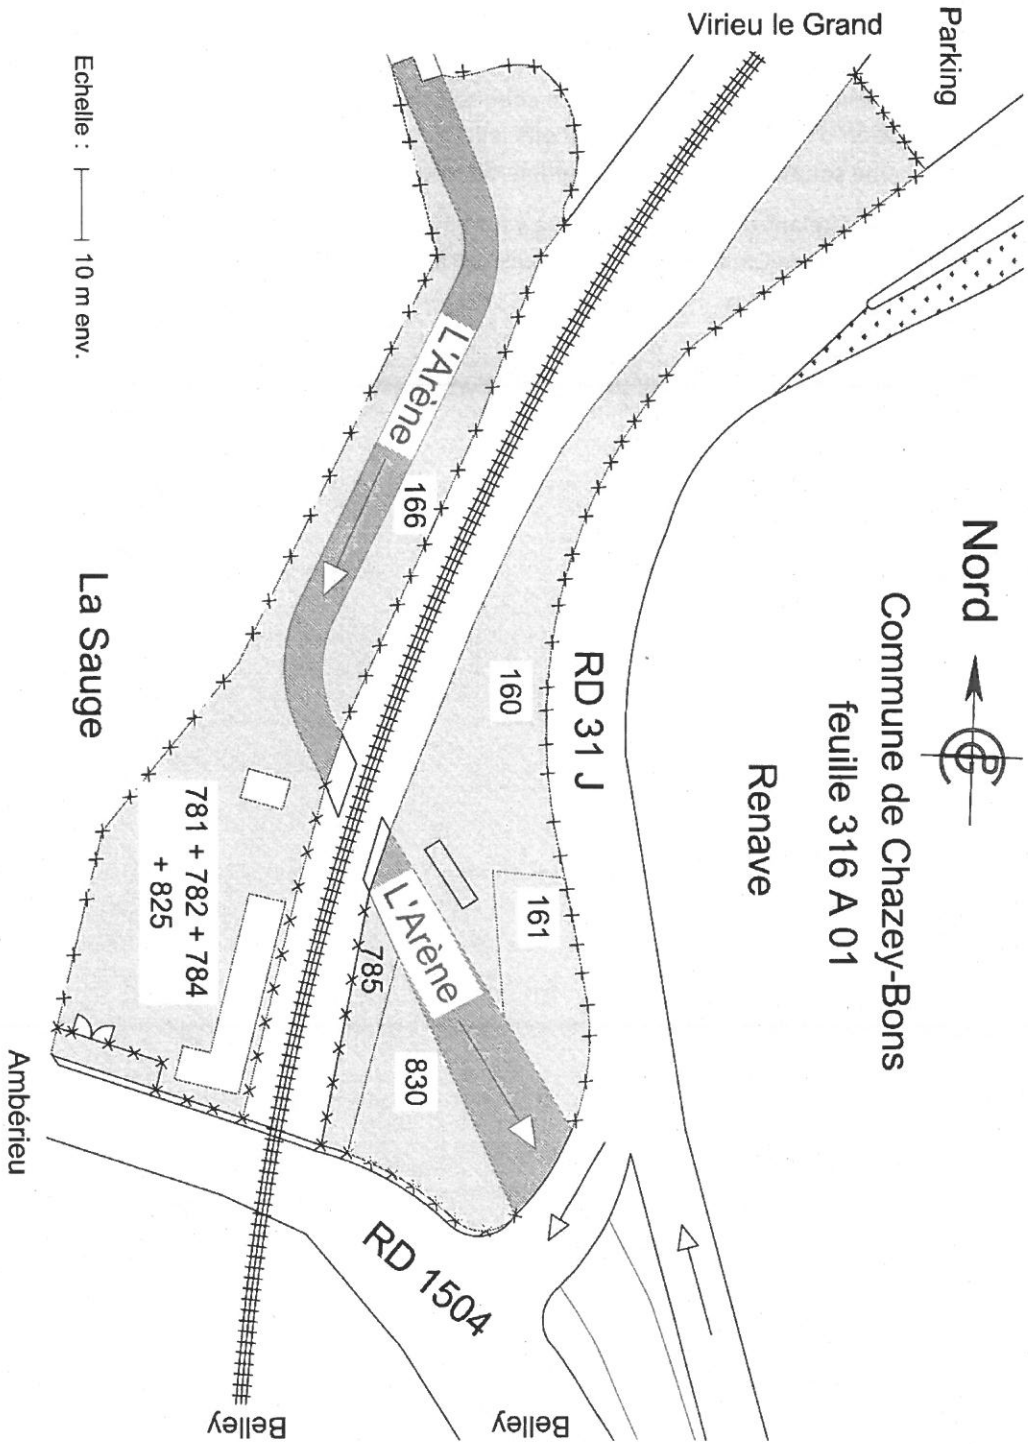 Virieu le Grand
Parking
Echelle :
10 m env.
Nord
GP
Commune de Chazey-Bons
feuille 316 A 01
Renave
RD 31 J
L'Arène
166
160
161
La Sauge
781 + 782 + 784
+ 825
L'Arène
785
830
RD 1504
Ambérieu
Belley
Belley